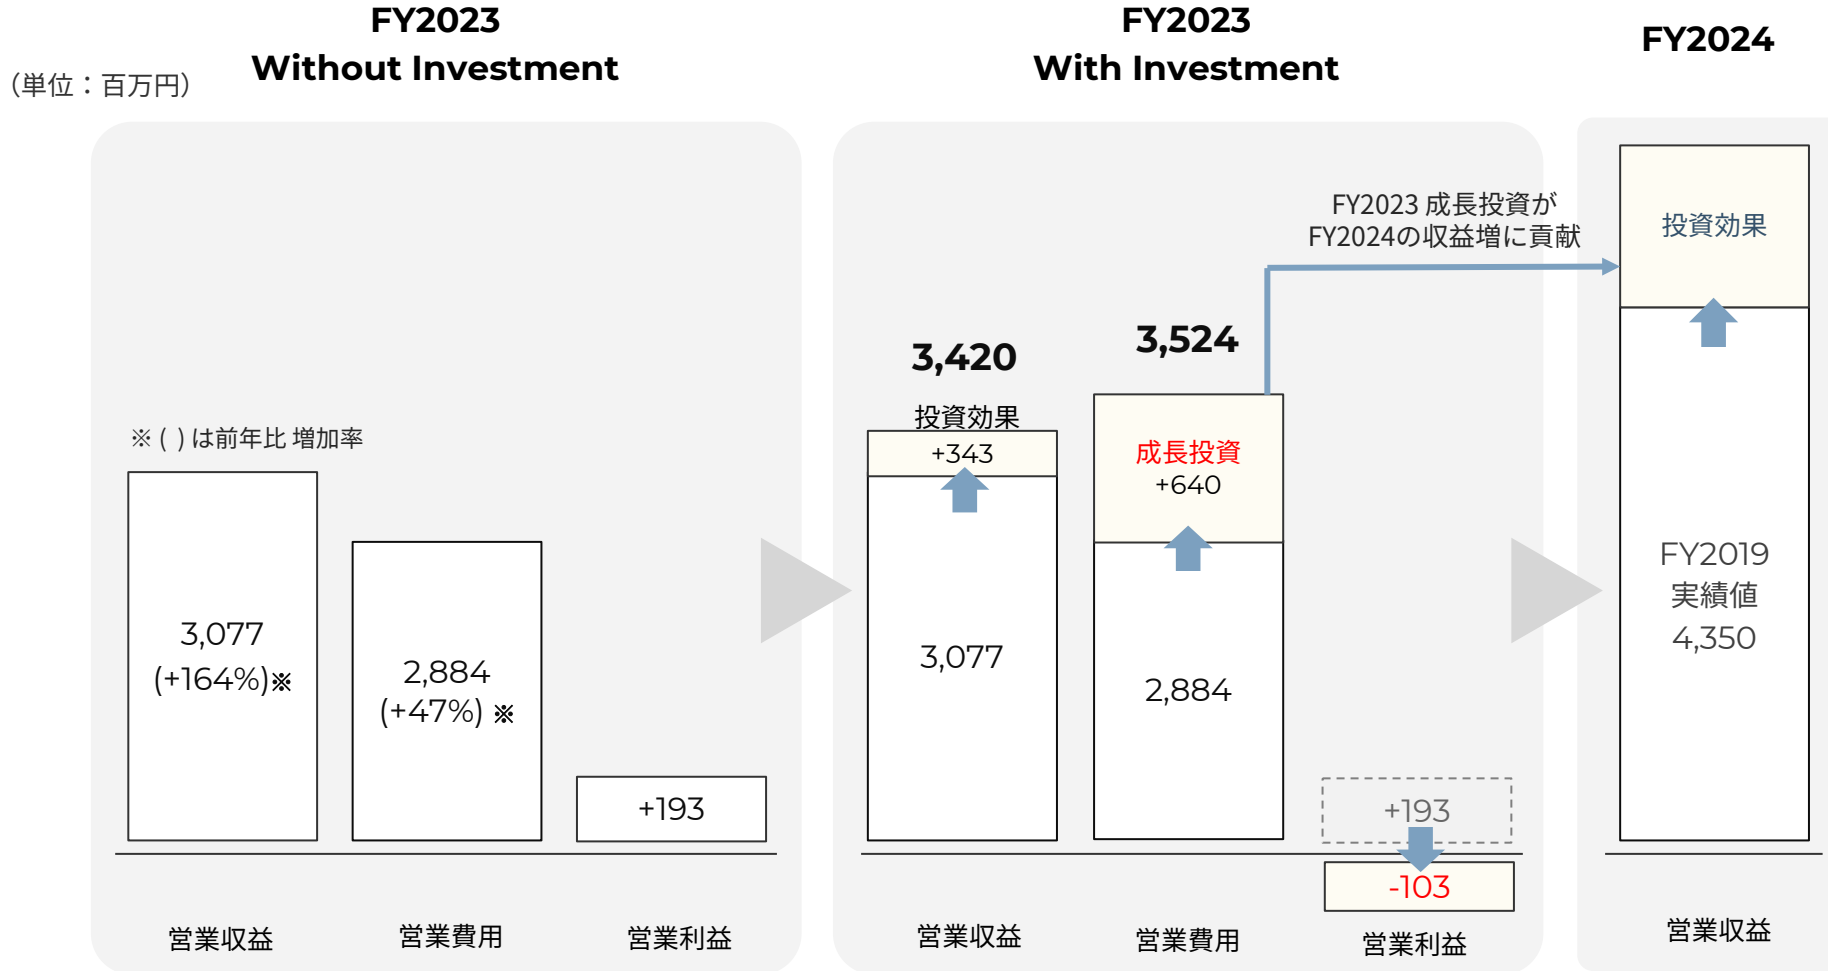 FY2023
Without Investment
FY2023
With Investment
FY2024
（単位：百万円）
※ ( ) は前年比 増加率
3,077
(+164%)※
2,884
(+47%) ※
+193
営業収益
営業費用
営業利益
3,420
投資効果
+343
3,077
3,524
成長投資
+640
2,884
+193
-103
営業収益
営業費用
営業利益
FY2023 成長投資が
FY2024の収益増に貢献
投資効果
FY2019
実績値
4,350
営業収益